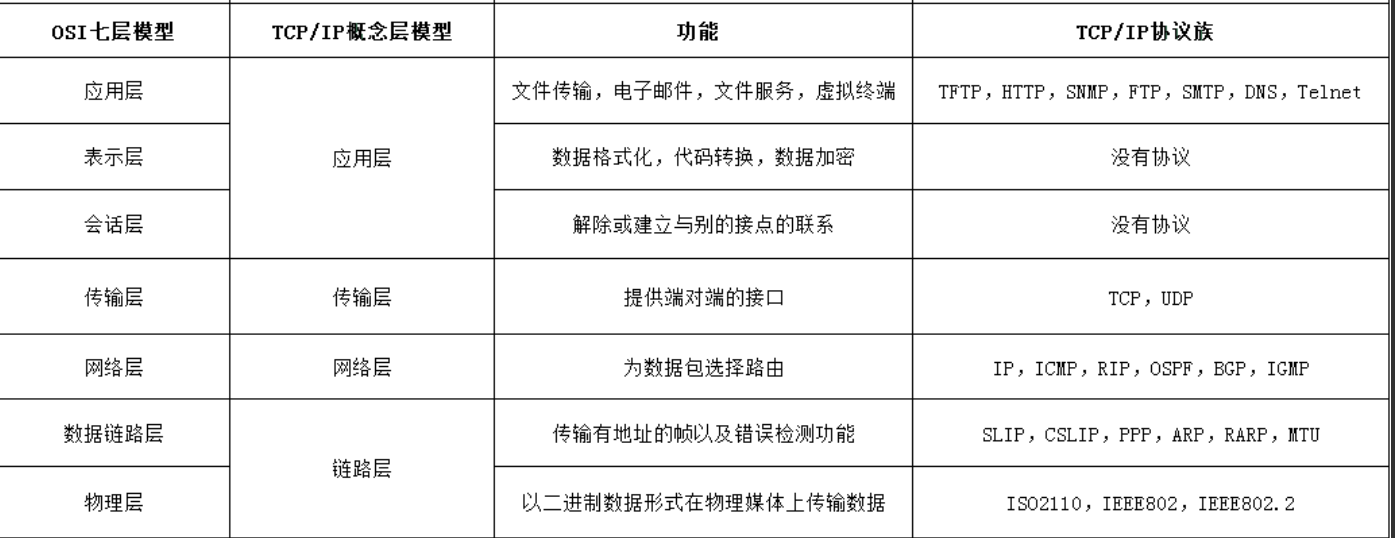 OSI七层模型 TCP/IP概念层模型 功能 TCP/IP协议族
应用层 文件传输，电子邮件，文件服务，虚拟终端 TFTP，HTTP，SNMP，FTP，SMTP，DNS，Telnet
表示层 应用层 数据格式化，代码转换，数据加密 没有协议
会话层 解除或建立与别的接点的联系 没有协议
传输层 传输层 提供端对端的接口 TCP，UDP
网络层 网络层 为数据包选择路由 IP，ICMP，RIP，OSPF，BGP，IGMP
数据链路层 传输有地址的帧以及错误检测功能 SLIP，CSLIP，PPP，ARP，RARP，MTU
链路层
物理层 以二进制数据形式在物理媒体上传输数据 ISO2110，IEEE802，IEEE802.2